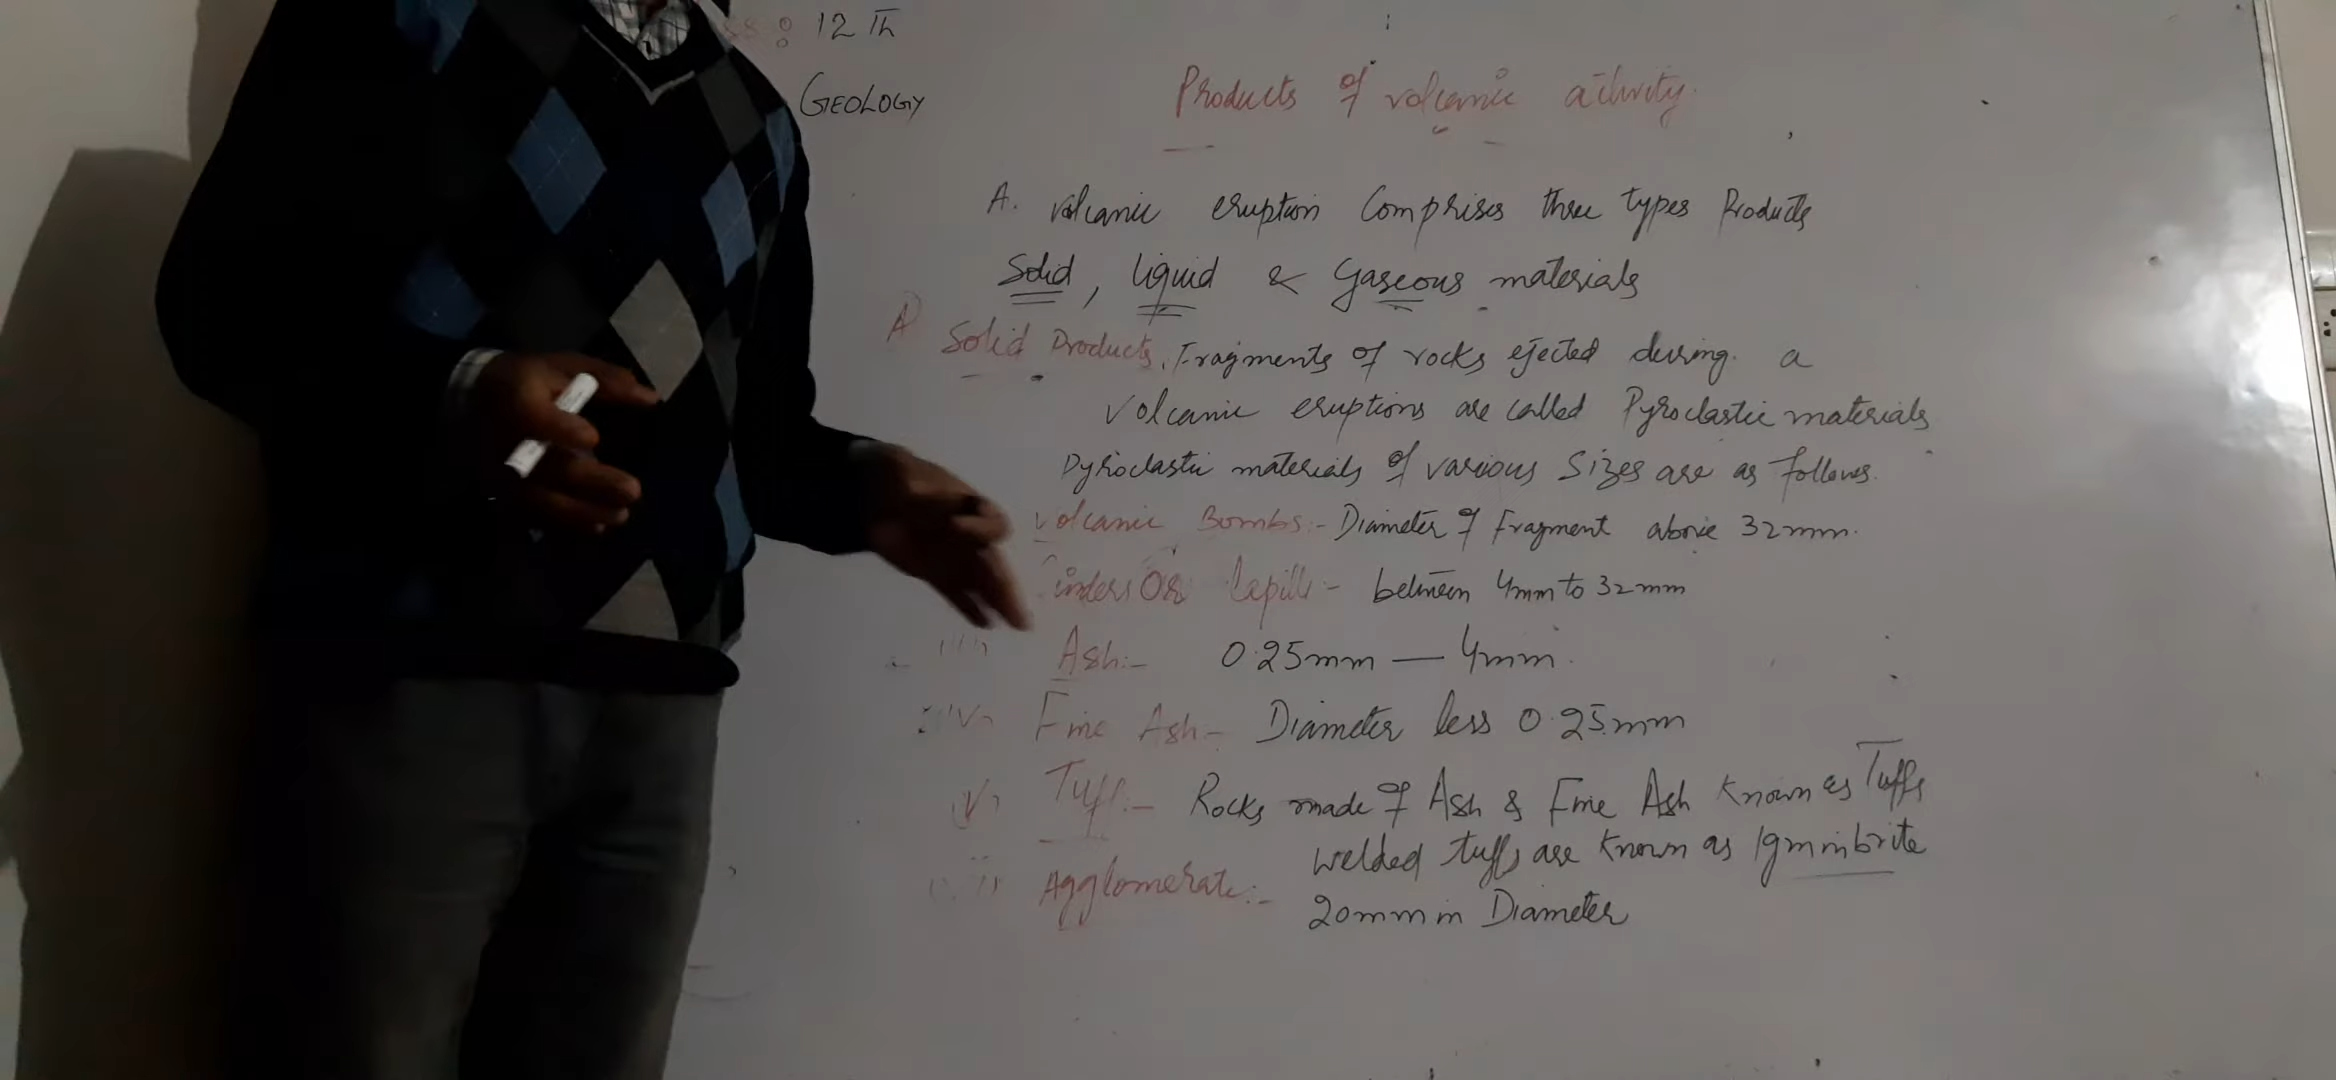 : 12 Th
GEOLOGY
Products of volcanic activity.
A. volcanic eruption Comprises three types Products
Solid, liquid & Gaseous materials
A Solid Products. Fragments of rocks ejected during a
Volcanic eruptions are called Pyroclastic materials
Pyroclastic materials of various Sizes are as follows.
Volcanic Bombs:- Diameter of fragment above 32mm.
Cinders Or Lapilli - between 4mm to 32mm
Ash:- 0.25mm — 4mm.
iv Fine Ash - Diameter less 0.25mm
v Tuff:- Rocks made of Ash & Fine Ash Known as Tuffs
welded tuffs are known as Ignminbrite
Agglomerate:- 20mm in Diameter